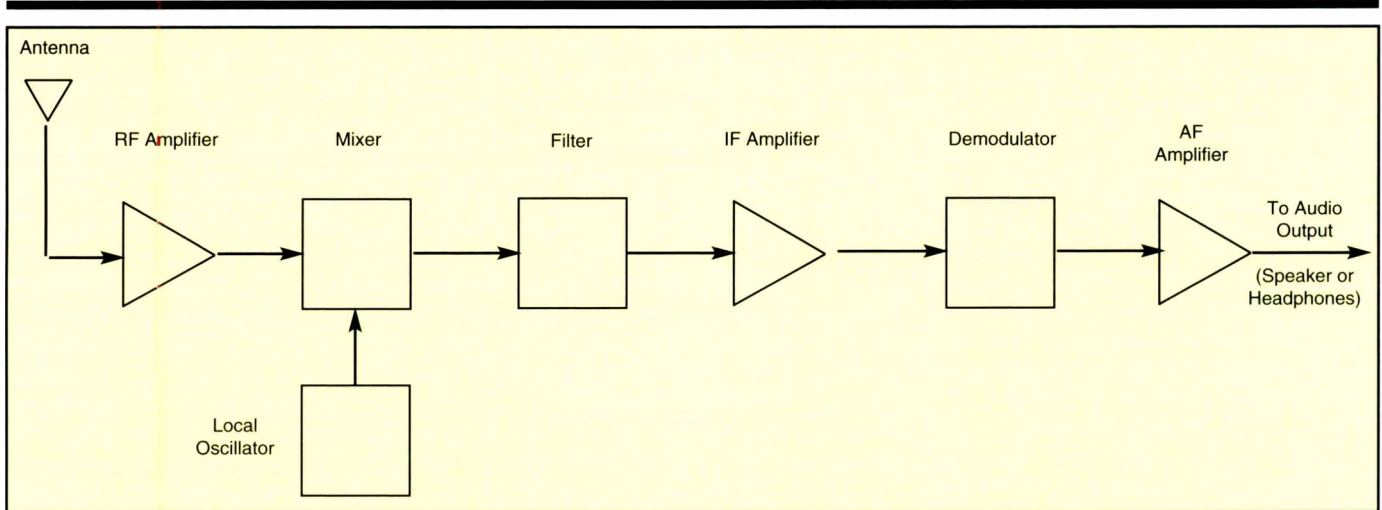 Antenna
RF Amplifier
Mixer
Filter
IF Amplifier
Demodulator
AF
Amplifier
To Audio
Output
(Speaker or
Headphones)
Local
Oscillator